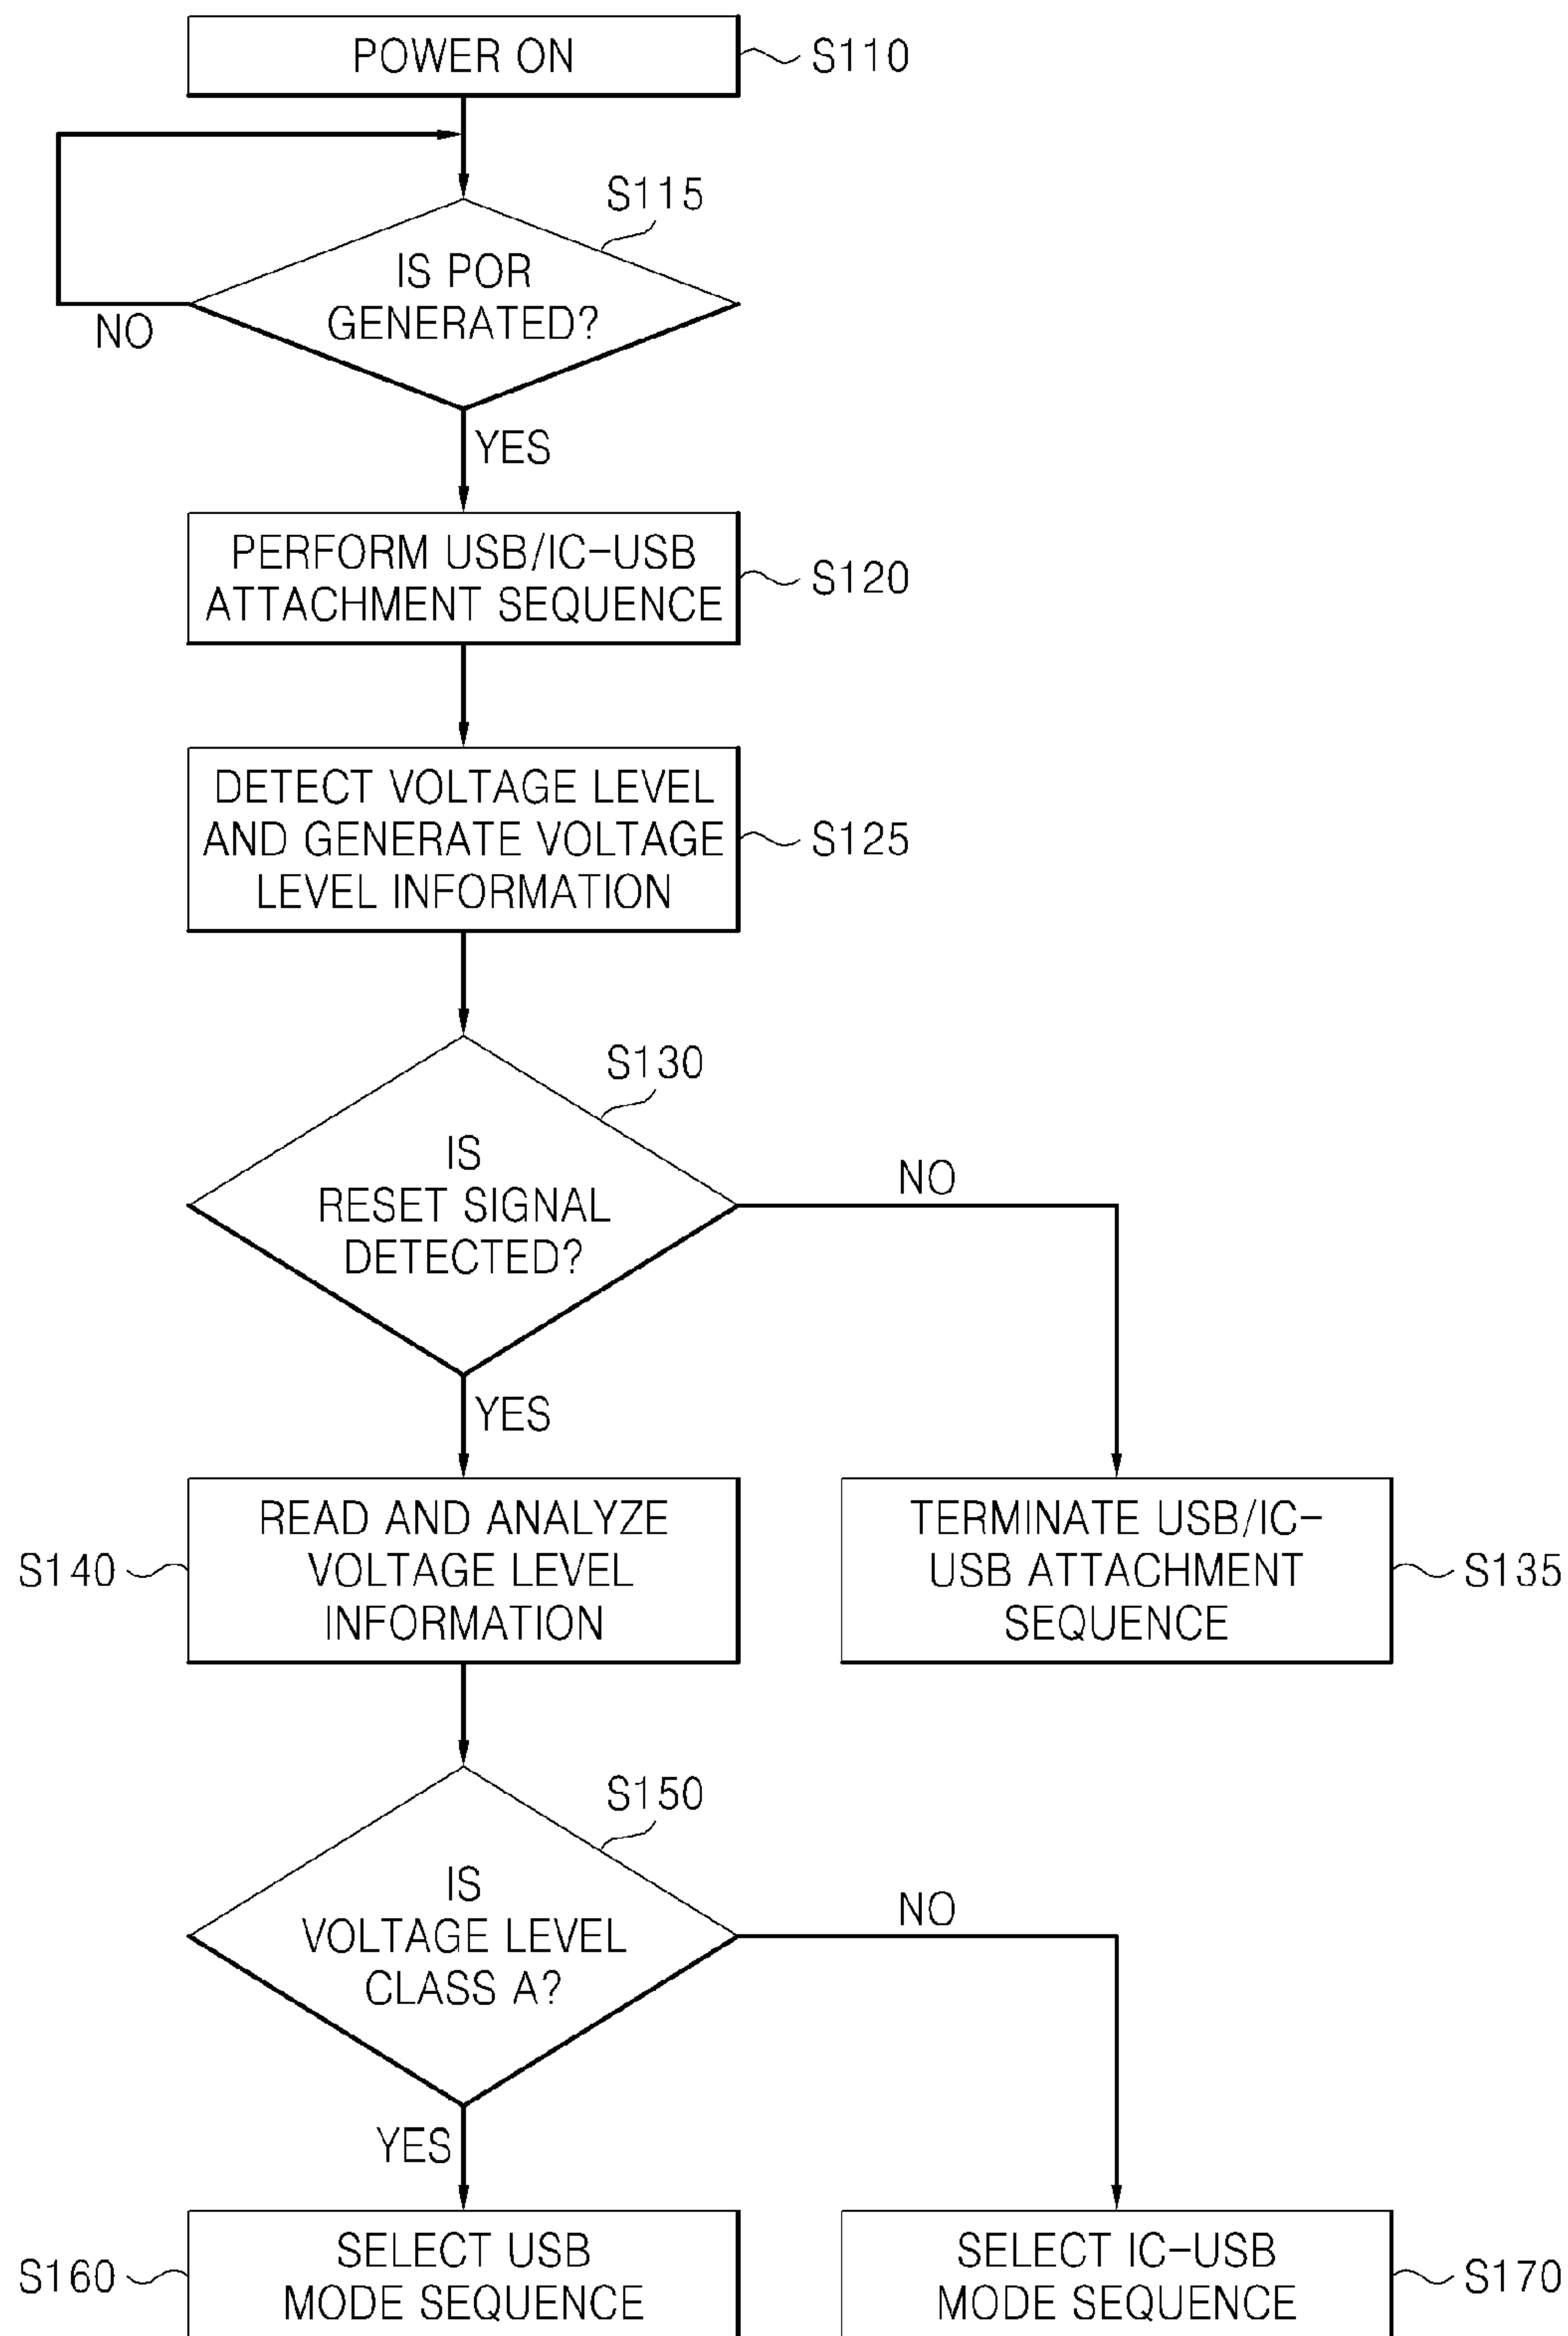 POWER ON
S110
S115
IS POR
GENERATED?
NO
YES
PERFORM USB/IC-USB
ATTACHMENT SEQUENCE
S120
DETECT VOLTAGE LEVEL
AND GENERATE VOLTAGE
LEVEL INFORMATION
S125
S130
IS
RESET SIGNAL
DETECTED?
NO
YES
READ AND ANALYZE
VOLTAGE LEVEL
INFORMATION
S140
TERMINATE USB/IC-
USB ATTACHMENT
SEQUENCE
S135
S150
IS
VOLTAGE LEVEL
CLASS A?
NO
YES
SELECT USB
MODE SEQUENCE
S160
SELECT IC-USB
MODE SEQUENCE
S170